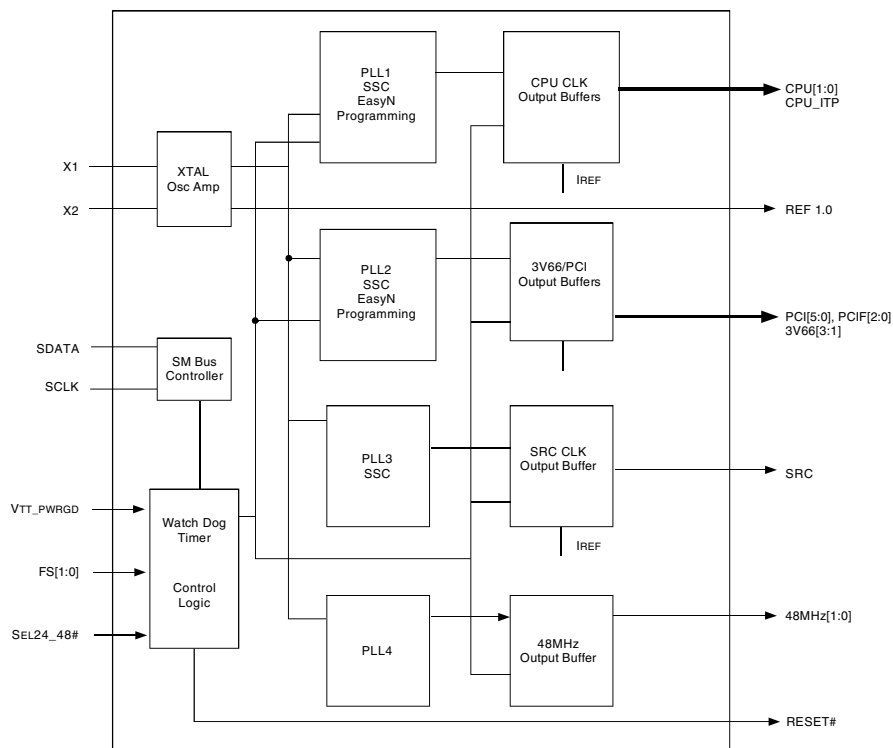 PLL1
SSC
EasyN
Programming
CPU CLK
Output Buffers
CPU[1:0]
CPU_ITP
X1
X2
XTAL
Osc Amp
IREF
REF 1.0
PLL2
SSC
EasyN
Programming
3V66/PCI
Output Buffers
PCI[5:0], PCIF[2:0]
3V66[3:1]
SDATA
SCLK
SM Bus
Controller
PLL3
SSC
SRC CLK
Output Buffer
SRC
IREF
VTT_PWRGD
FS[1:0]
SEL24_48#
Watch Dog
Timer
Control
Logic
PLL4
48MHz
Output Buffer
48MHz[1:0]
RESET#